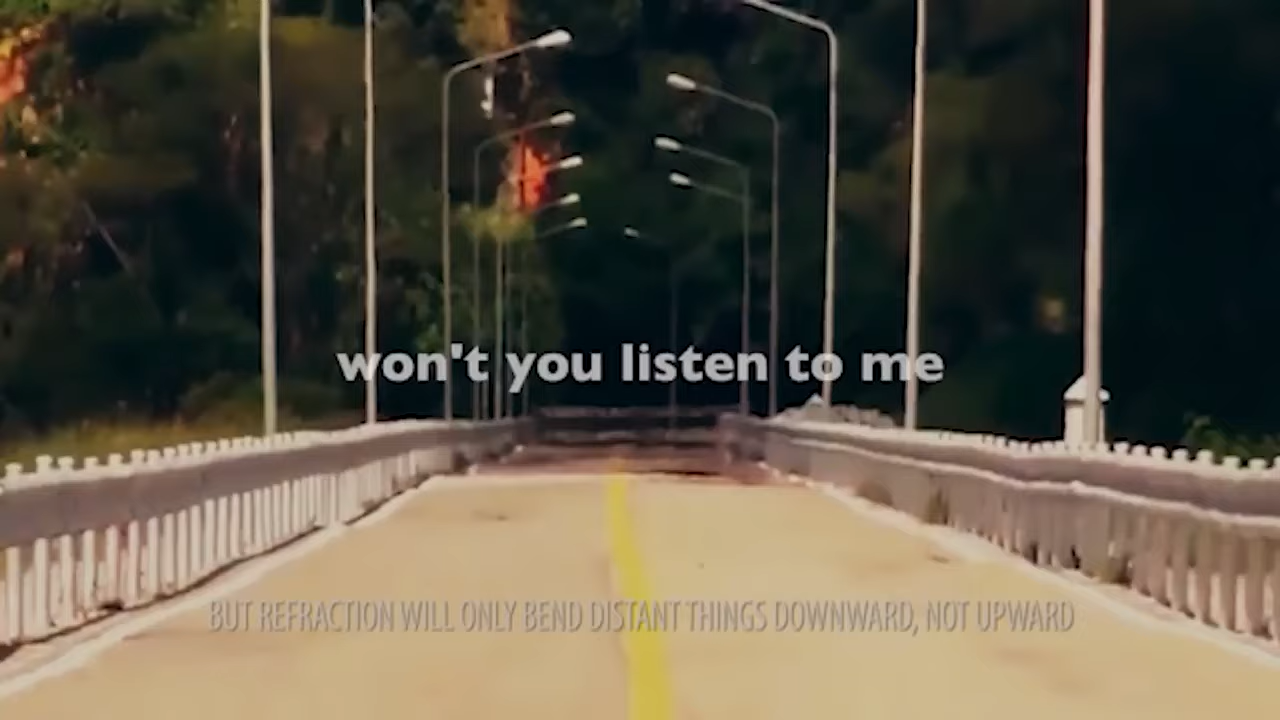 won't you listen to me
BUT REFRACTION WILL ONLY BEND DISTANT THINGS DOWNWARD, NOT UPWARD